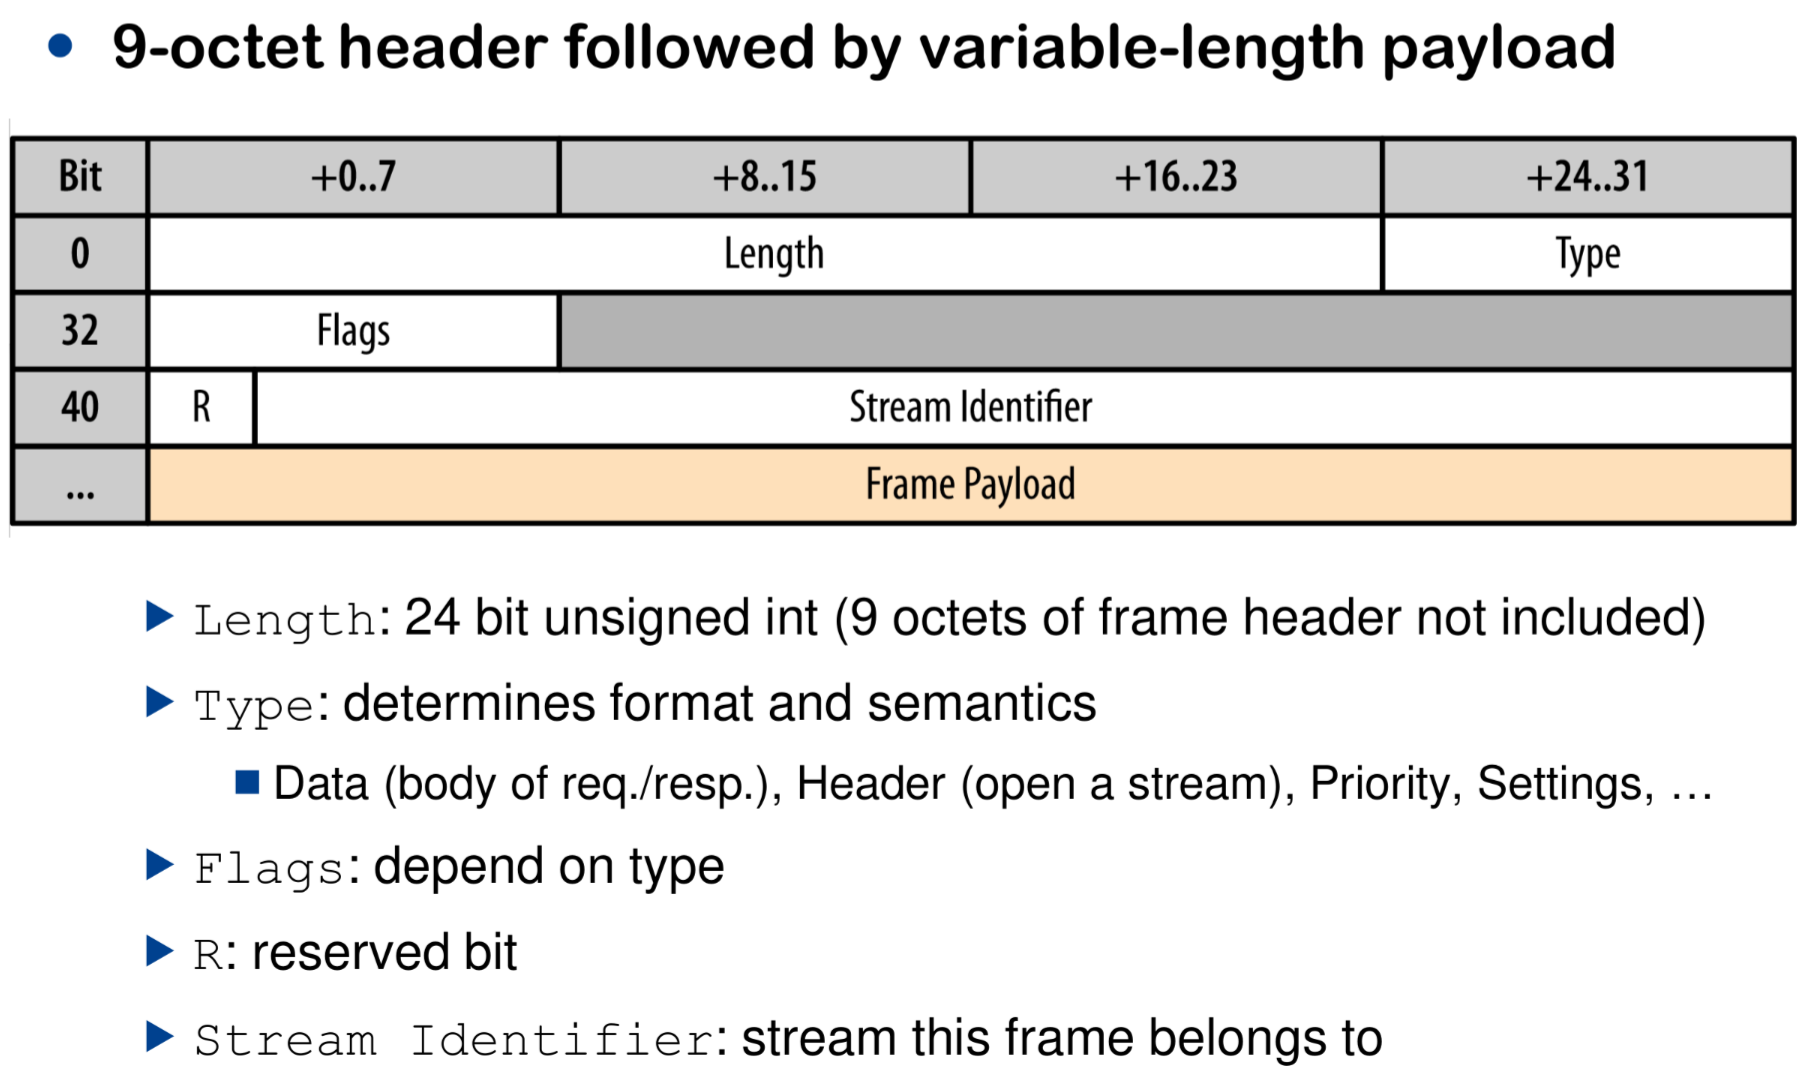 • 9-octet header followed by variable-length payload
Bit +0..7 +8..15 +16..23 +24..31
0 Length Type
32 Flags
40 R Stream Identifier
... Frame Payload
▶ Length: 24 bit unsigned int (9 octets of frame header not included)
▶ Type: determines format and semantics
■ Data (body of req./resp.), Header (open a stream), Priority, Settings, …
▶ Flags: depend on type
▶ R: reserved bit
▶ Stream Identifier: stream this frame belongs to